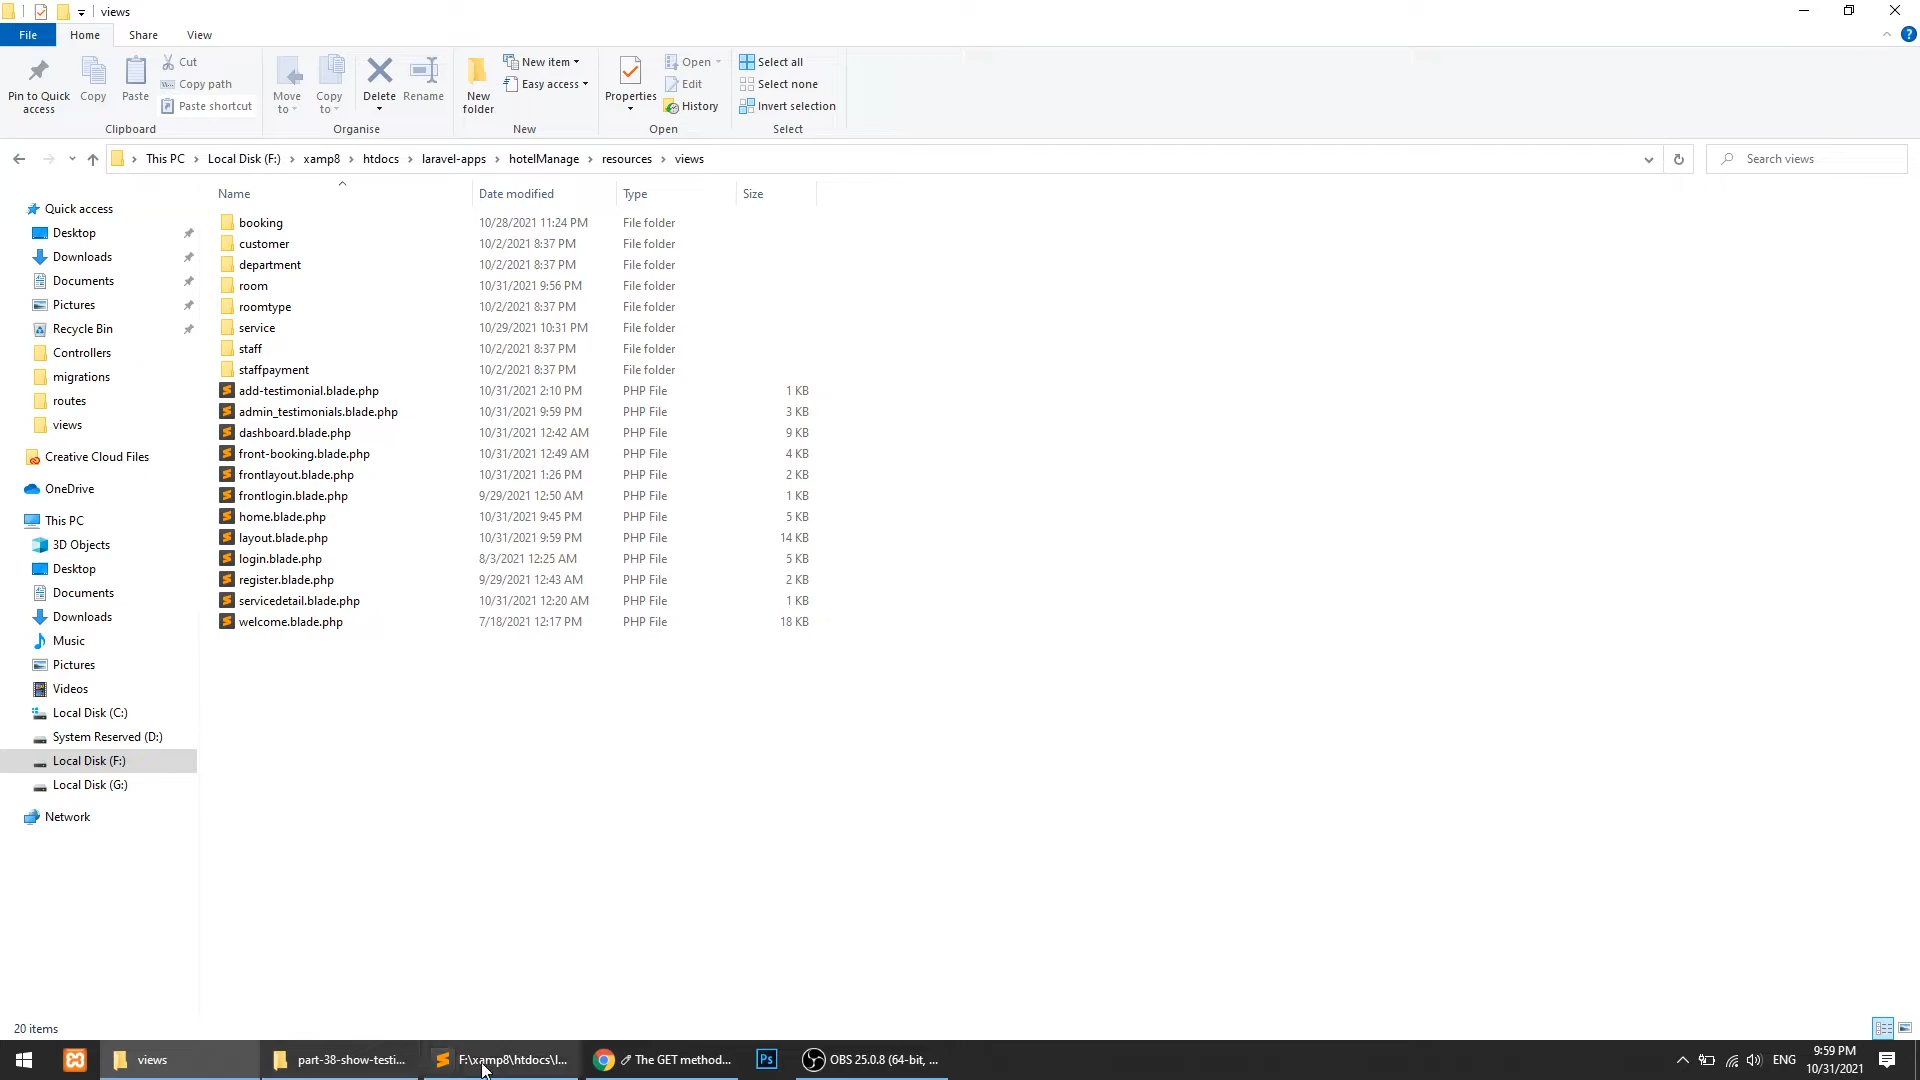 views
File Home Share View
Pin to Quick access
Copy
Paste
Cut
Copy path
Paste shortcut
Clipboard
Move to
Copy to
Delete
Rename
Organise
New folder
New item
Easy access
New
Properties
Open
Edit
History
Open
Select all
Select none
Invert selection
Select
This PC Local Disk (F:) xamp8 htdocs laravel-apps hotelManage resources views
Search views
Name Date modified Type Size
booking 10/28/2021 11:24 PM File folder
customer 10/2/2021 8:37 PM File folder
department 10/2/2021 8:37 PM File folder
room 10/31/2021 9:56 PM File folder
roomtype 10/2/2021 8:37 PM File folder
service 10/29/2021 10:31 PM File folder
staff 10/2/2021 8:37 PM File folder
staffpayment 10/2/2021 8:37 PM File folder
add-testimonial.blade.php 10/31/2021 2:10 PM PHP File 1 KB
admin_testimonials.blade.php 10/31/2021 9:59 PM PHP File 3 KB
dashboard.blade.php 10/31/2021 12:42 AM PHP File 9 KB
front-booking.blade.php 10/31/2021 12:49 AM PHP File 4 KB
frontlayout.blade.php 10/31/2021 1:26 PM PHP File 2 KB
frontlogin.blade.php 9/29/2021 12:50 AM PHP File 1 KB
home.blade.php 10/31/2021 9:45 PM PHP File 5 KB
layout.blade.php 10/31/2021 9:59 PM PHP File 14 KB
login.blade.php 8/3/2021 12:25 AM PHP File 5 KB
register.blade.php 9/29/2021 12:43 AM PHP File 2 KB
servicedetail.blade.php 10/31/2021 12:20 AM PHP File 1 KB
welcome.blade.php 7/18/2021 12:17 PM PHP File 18 KB
Quick access
Desktop
Downloads
Documents
Pictures
Recycle Bin
Controllers
migrations
routes
views
Creative Cloud Files
OneDrive
This PC
3D Objects
Desktop
Documents
Downloads
Music
Pictures
Videos
Local Disk (C:)
System Reserved (D:)
Local Disk (F:)
Local Disk (G:)
Network
20 items
views
part-38-show-testi...
F:\xamp8\htdocs\l...
The GET method...
Ps
OBS 25.0.8 (64-bit, ...
ENG
9:59 PM
10/31/2021